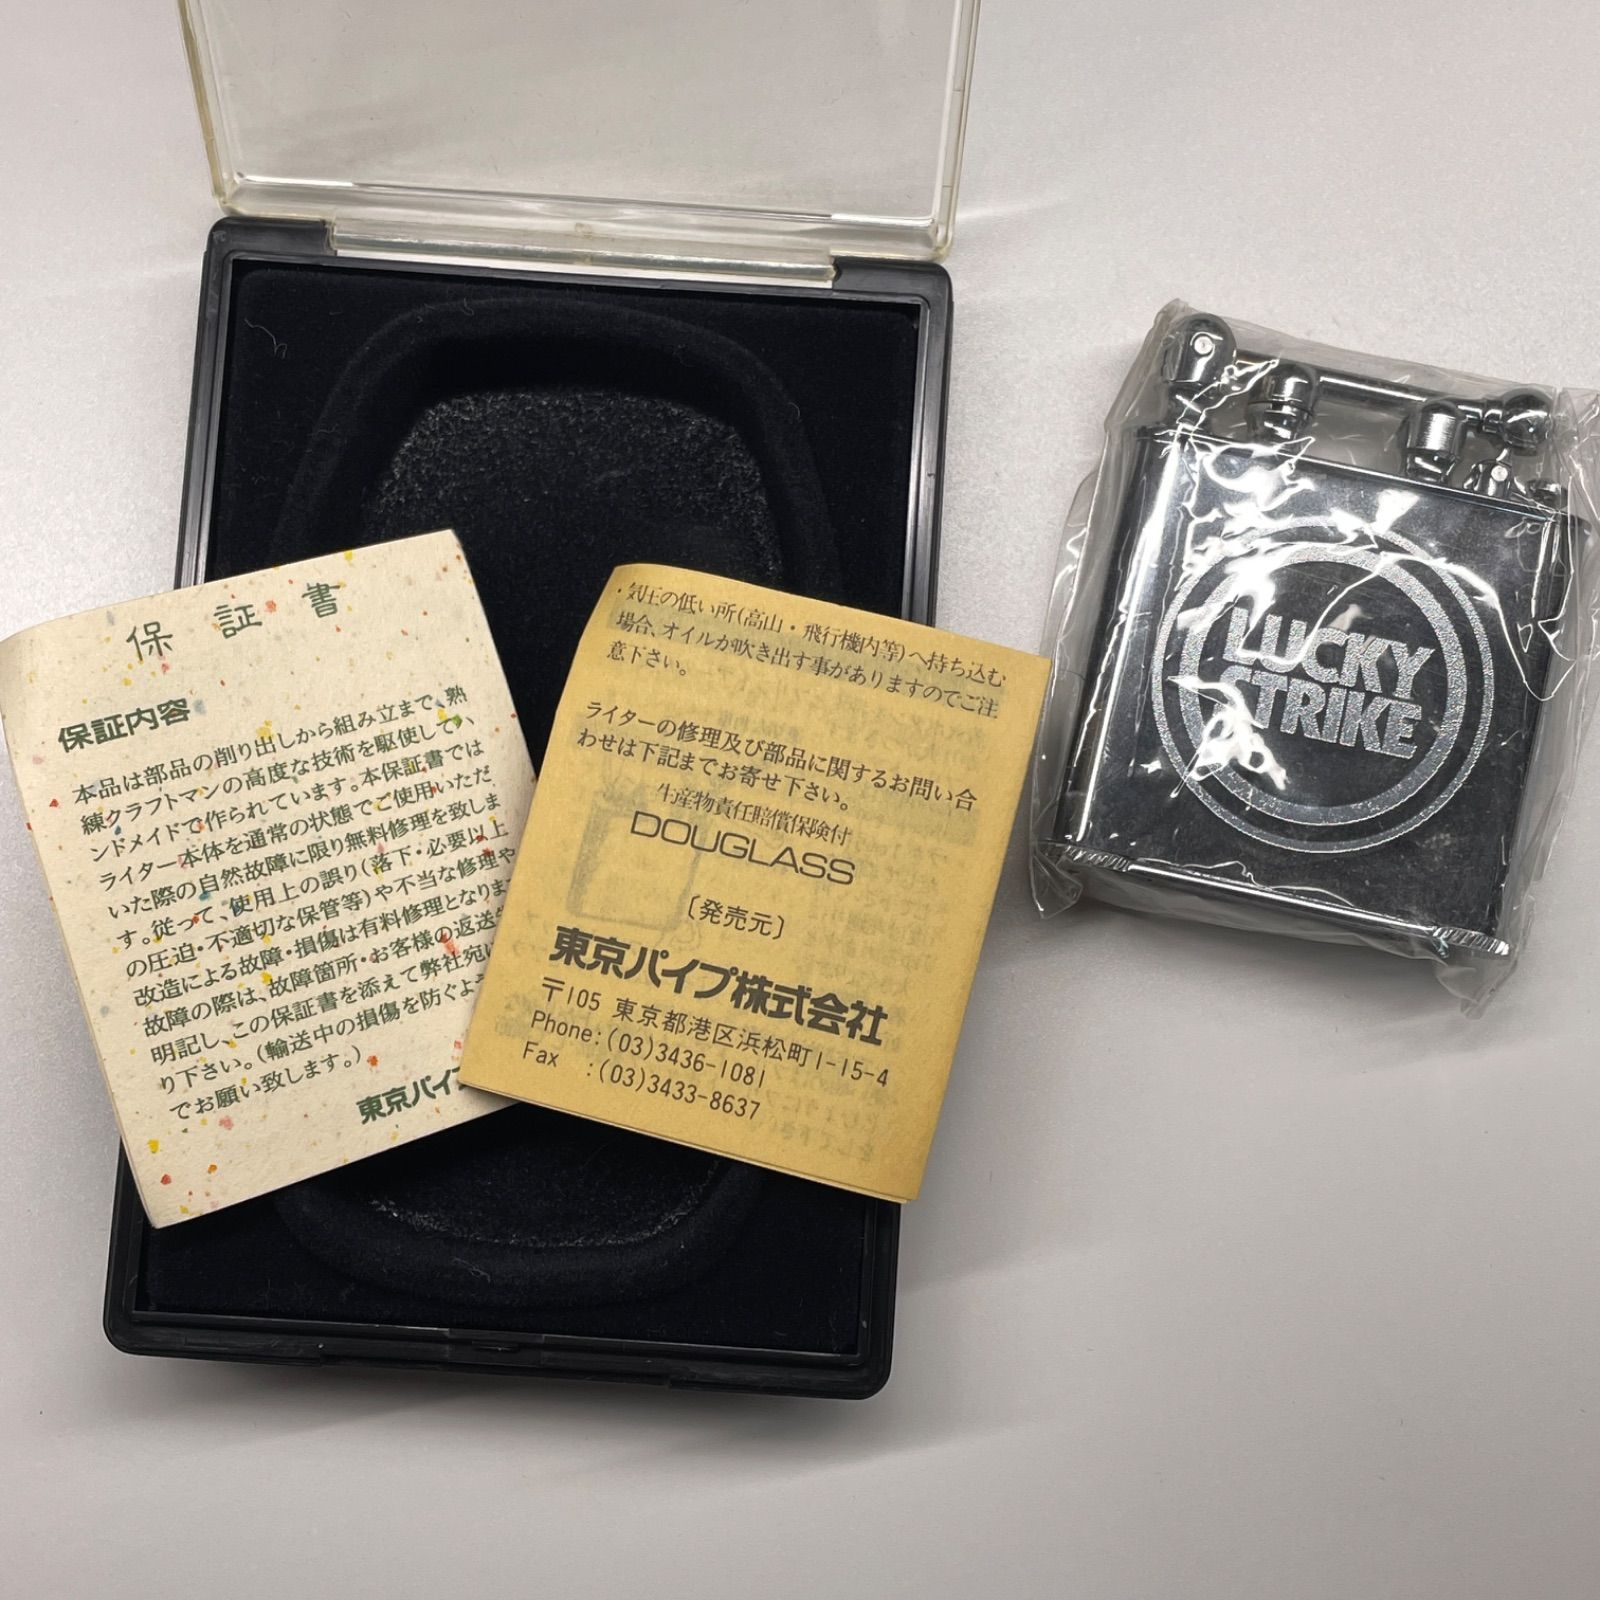 保証書
保証内容
本品は部品の削り出しから組み立まで、熟
練クラフトマンの高度な技術を駆使して、
ンドメイドで作られています。本保証書では
ライター本体を通常の状態でご使用いただ
いた際の自然故障に限り無料修理を致しま
す。従って、使用上の誤り(落下・必要以上
の圧迫・不適切な保管等)や不当な修理や
改造による故障・損傷は有料修理となります
故障の際は、故障箇所・お客様の返送
明記し、この保証書を添えて弊社宛に
り下さい。(輸送中の損傷を防ぐよう
でお願い致します。)
東京パイプ
・気圧の低い所(高山・飛行機内等)へ持ち込む
場合、オイルが吹き出す事がありますのでご注
意下さい。
ライターの修理及び部品に関するお問い合
わせは下記までお寄せ下さい。
生産物責任賠償保険付
DOUGLASS
〔発売元〕
東京パイプ株式会社
〒105 東京都港区浜松町1-15-4
Phone:(03)3436-1081
Fax :(03)3433-8637
LUCKY
STRIKE